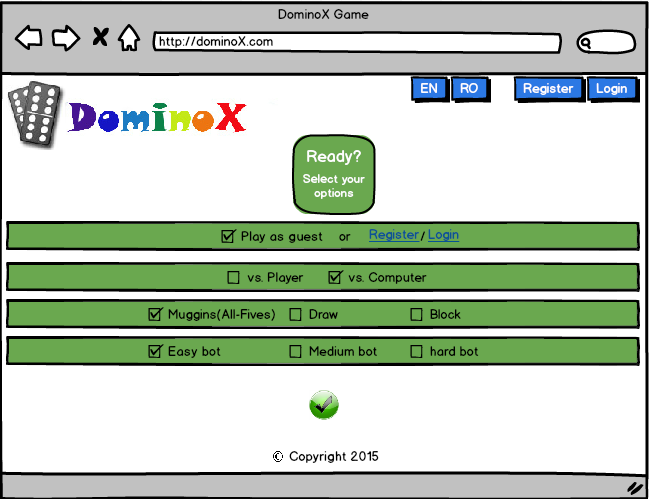 DominoX Game
http://dominoX.com
EN RO Register Login
DominoX
Ready?
Select your
options
Play as guest or Register/Login
vs. Player vs. Computer
Muggins(All-Fives) Draw Block
Easy bot Medium bot hard bot
© Copyright 2015